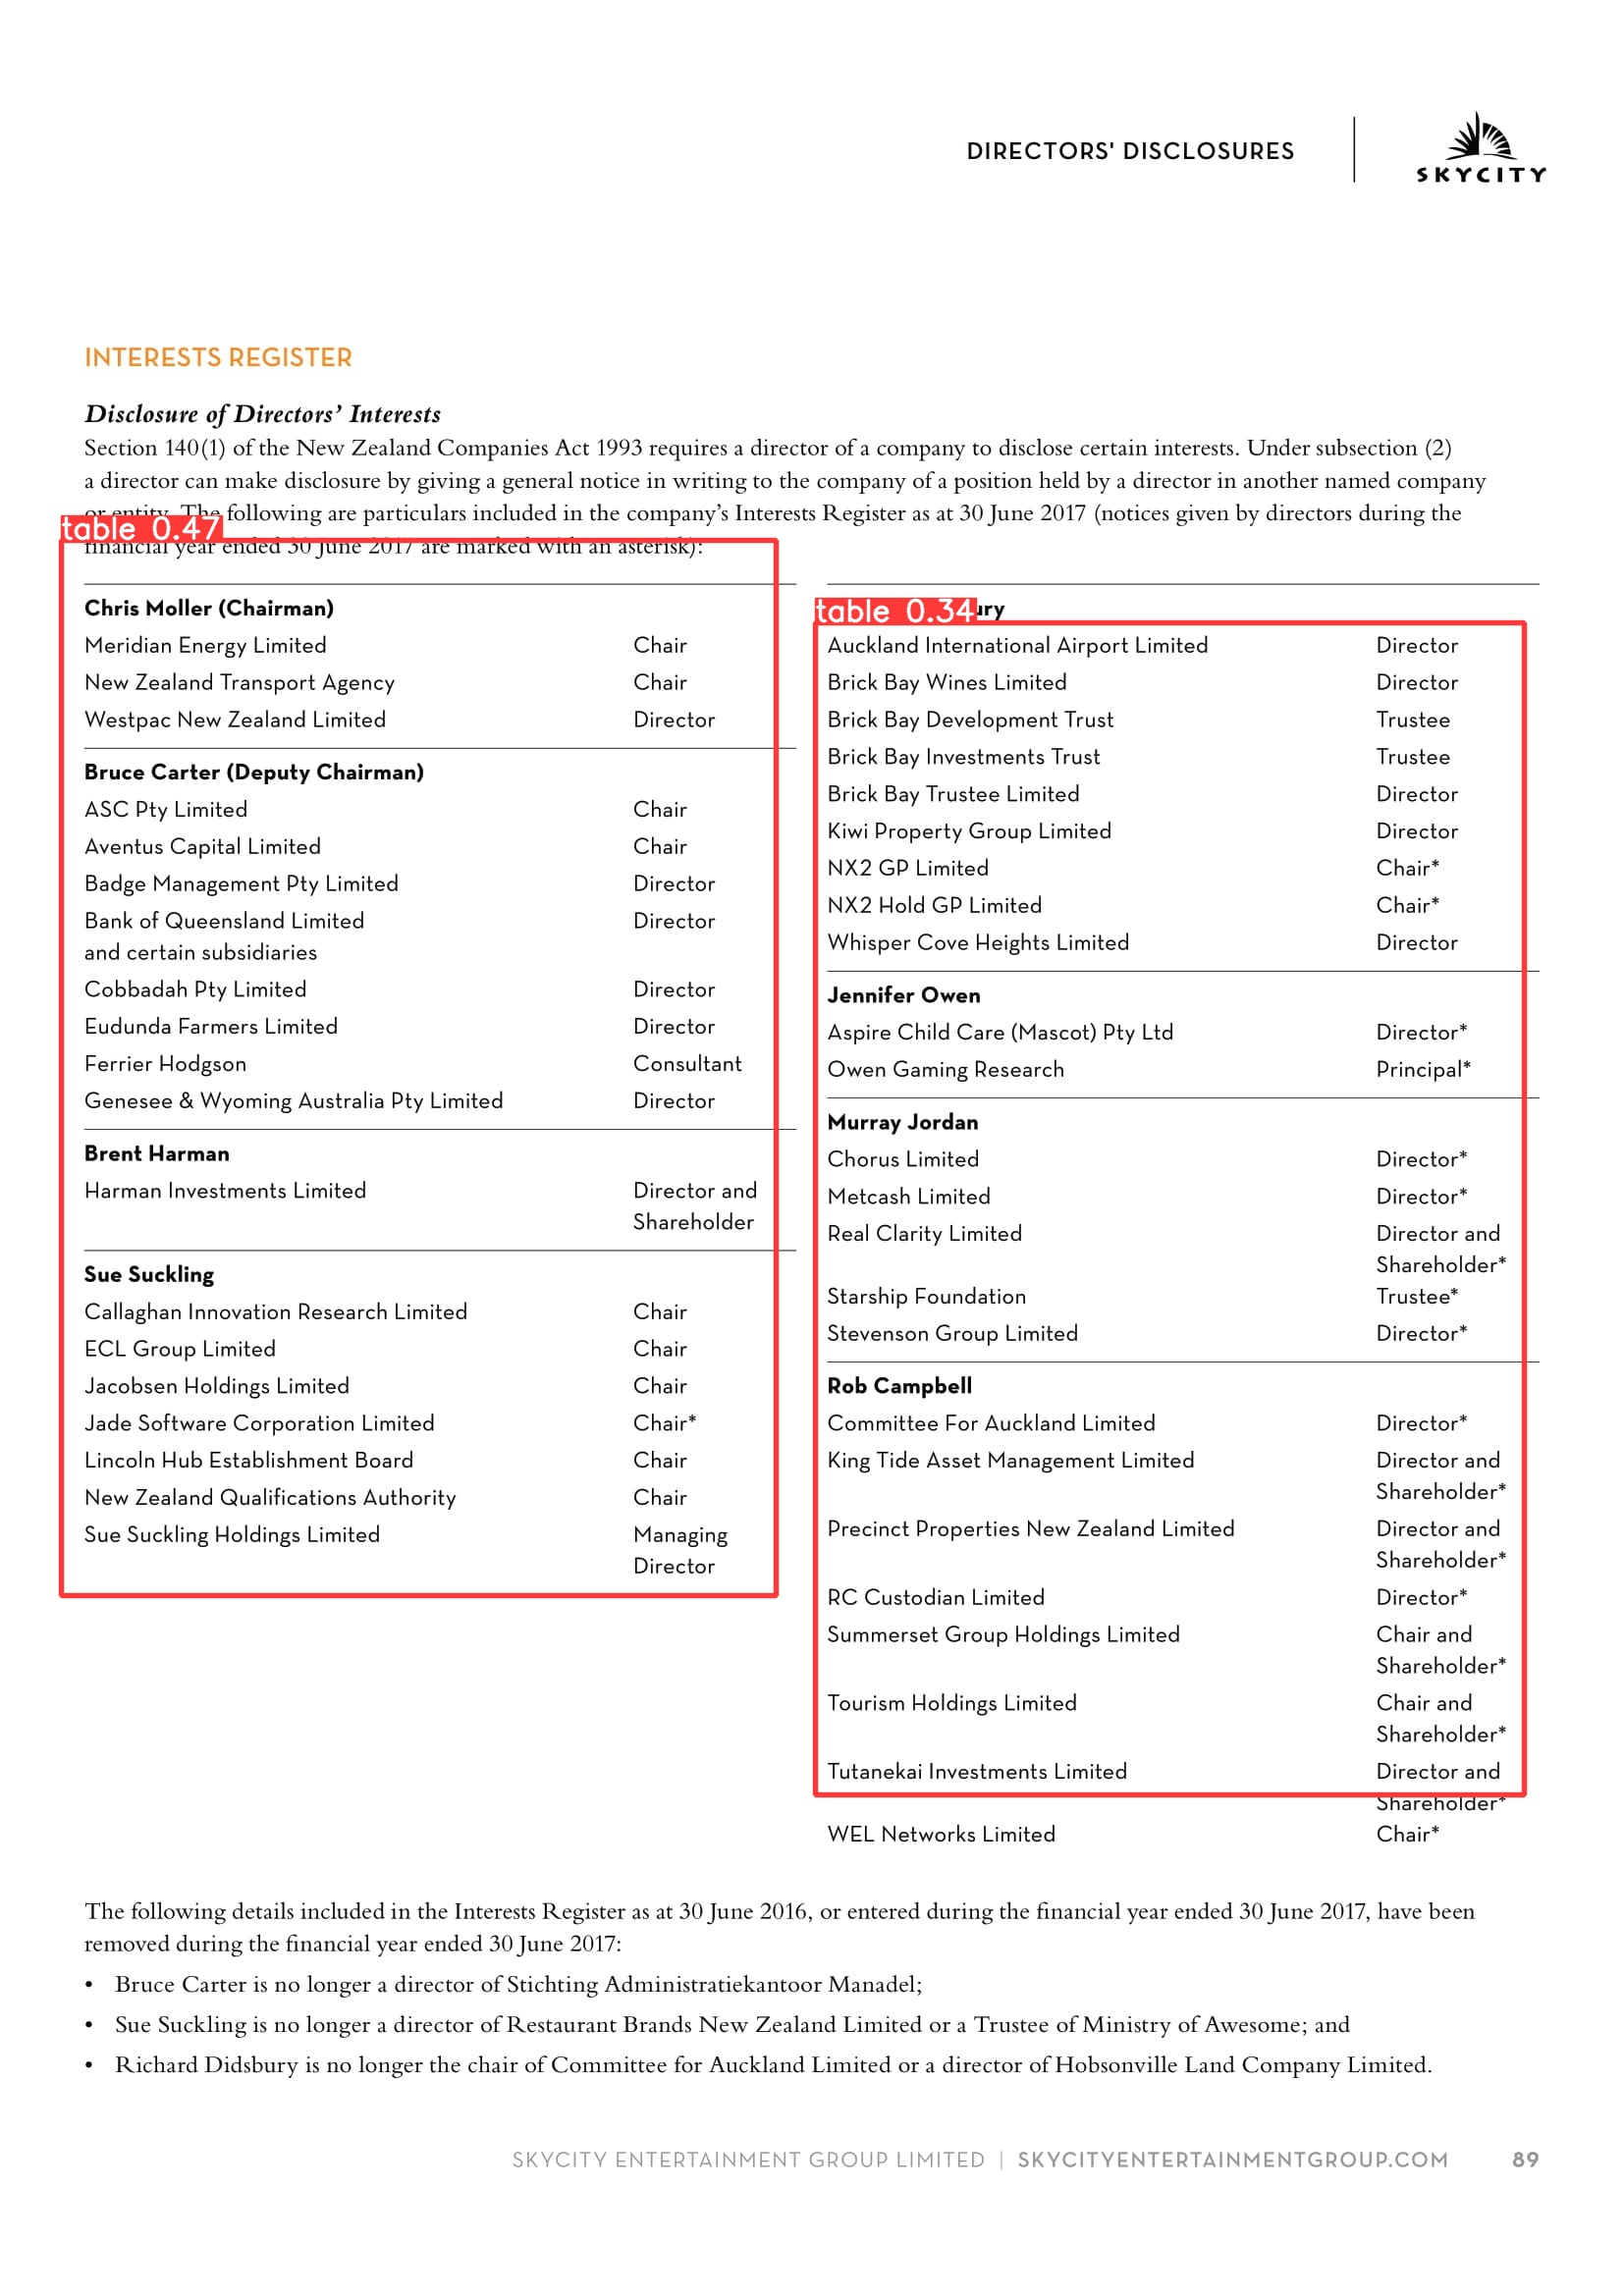 DIRECTORS' DISCLOSURES
SKYCITY
INTERESTS REGISTER
Disclosure of Directors' Interests
Section 140(1) of the New Zealand Companies Act 1993 requires a director of a company to disclose certain interests. Under subsection (2)
a director can make disclosure by giving a general notice in writing to the company of a position held by a director in another named company
or entity. The following are particulars included in the company's Interests Register as at 30 June 2017 (notices given by directors during the
table 0.47
financial year ended 30 June 2017 are marked with an asterisk):
Chris Moller (Chairman)
Meridian Energy Limited Chair
New Zealand Transport Agency Chair
Westpac New Zealand Limited Director
Bruce Carter (Deputy Chairman)
ASC Pty Limited Chair
Aventus Capital Limited Chair
Badge Management Pty Limited Director
Bank of Queensland Limited Director
and certain subsidiaries
Cobbadah Pty Limited Director
Eudunda Farmers Limited Director
Ferrier Hodgson Consultant
Genesee & Wyoming Australia Pty Limited Director
Brent Harman
Harman Investments Limited Director and
Shareholder
Sue Suckling
Callaghan Innovation Research Limited Chair
ECL Group Limited Chair
Jacobsen Holdings Limited Chair
Jade Software Corporation Limited Chair*
Lincoln Hub Establishment Board Chair
New Zealand Qualifications Authority Chair
Sue Suckling Holdings Limited Managing
Director
table 0.34
Auckland International Airport Limited Director
Brick Bay Wines Limited Director
Brick Bay Development Trust Trustee
Brick Bay Investments Trust Trustee
Brick Bay Trustee Limited Director
Kiwi Property Group Limited Director
NX2 GP Limited Chair*
NX2 Hold GP Limited Chair*
Whisper Cove Heights Limited Director
Jennifer Owen
Aspire Child Care (Mascot) Pty Ltd Director*
Owen Gaming Research Principal*
Murray Jordan
Chorus Limited Director*
Metcash Limited Director*
Real Clarity Limited Director and
Shareholder*
Starship Foundation Trustee*
Stevenson Group Limited Director*
Rob Campbell
Committee For Auckland Limited Director*
King Tide Asset Management Limited Director and
Shareholder*
Precinct Properties New Zealand Limited Director and
Shareholder*
RC Custodian Limited Director*
Summerset Group Holdings Limited Chair and
Shareholder*
Tourism Holdings Limited Chair and
Shareholder*
Tutanekai Investments Limited Director and
Shareholder*
WEL Networks Limited Chair*
The following details included in the Interests Register as at 30 June 2016, or entered during the financial year ended 30 June 2017, have been
removed during the financial year ended 30 June 2017:
• Bruce Carter is no longer a director of Stichting Administratiekantoor Manadel;
• Sue Suckling is no longer a director of Restaurant Brands New Zealand Limited or a Trustee of Ministry of Awesome; and
• Richard Didsbury is no longer the chair of Committee for Auckland Limited or a director of Hobsonville Land Company Limited.
SKYCITY ENTERTAINMENT GROUP LIMITED | SKYCITYENTERTAINMENTGROUP.COM 89